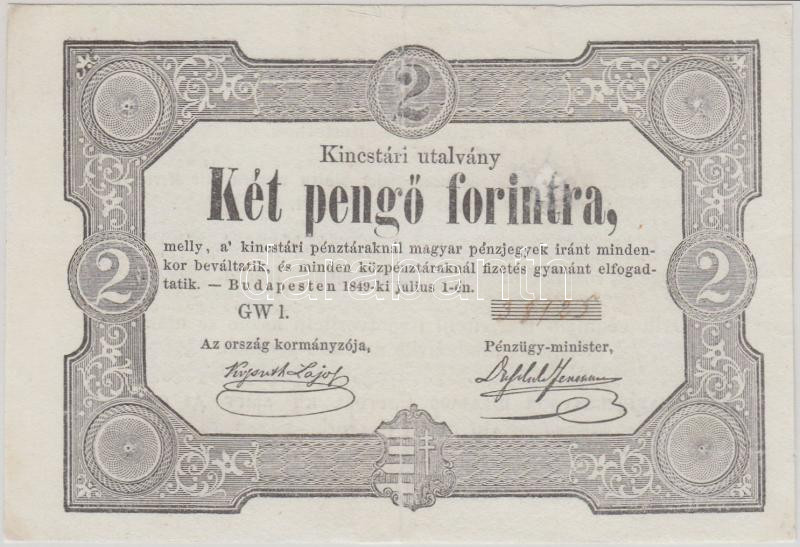 2
Kincstári utalvány
Két pengő forintra,
melly, a' kincstári pénztáraknál magyar pénzjegyek iránt minden-
kor beváltatik, és minden közpénztáraknál fizetés gyanánt elfogad-
tatik. — Budapesten 1849-ki julius 1-én.
2
2
GW 1.
Az ország kormányzója, Pénzügy-minister,
Kossuth Lajos
darabanth